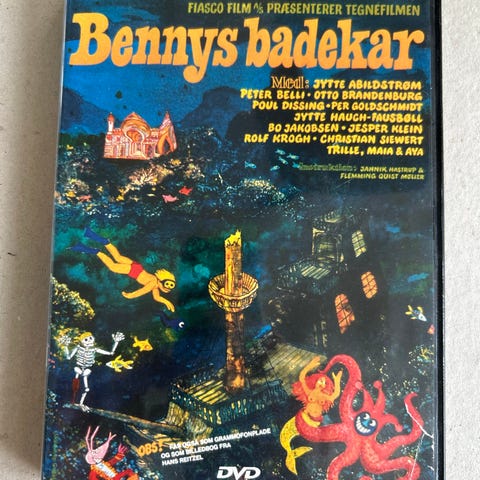 FIASCO FILM A/S PRÆSENTERER TEGNEFILMEN
Bennys badekar
Med: JYTTE ABILDSTRØM
PETER BELLI • OTTO BRANDENBURG
POUL DISSING • PER GOLDSCHMIDT
JYTTE HAUCH-FAUSBØLL
BO JAKOBSEN • JESPER KLEIN
ROLF KROGH • CHRISTIAN SIEWERT
TRILLE, MAIA & AYA
Instruktion: JANNIK HASTRUP &
FLEMMING QUIST MØLLER
OBS! FÅS OGSÅ SOM GRAMMOFONPLADE
OG SOM BILLEDBOG FRA
HANS REITZEL
DVD